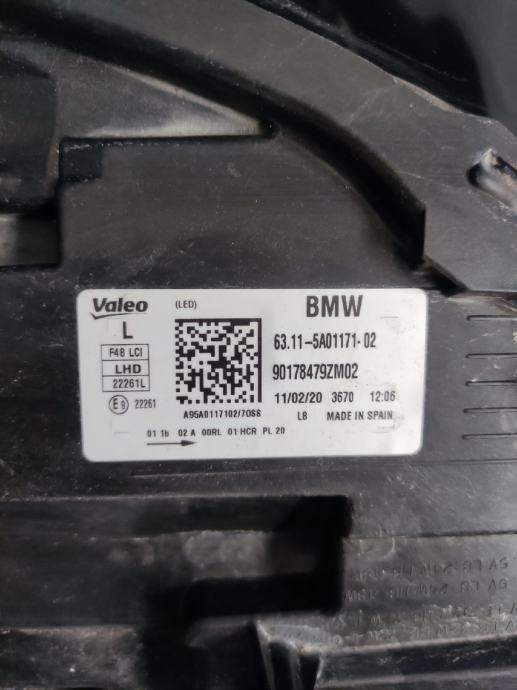 Valeo (LED) BMW
L
F48 LCI
LHD
22261L
E9 22261
63.11-5A01171-02
90178479ZM02
11/02/20 3670 12:06
A95A0117102/70SS LB MADE IN SPAIN
01 1b 02 A 00RL 01 HCR PL 20